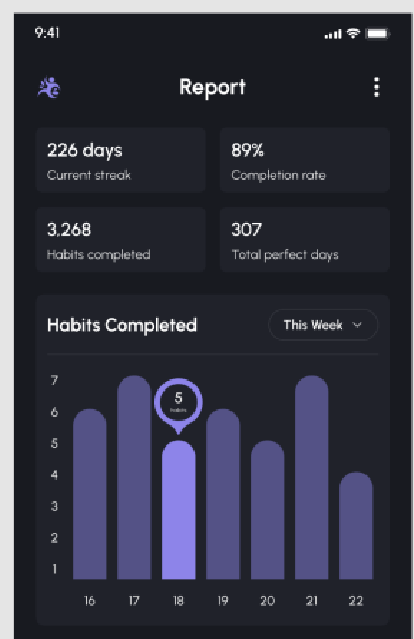 9:41
Report
226 days
Current streak
89%
Completion rate
3,268
Habits completed
307
Total perfect days
Habits Completed
This Week
7
6
5
4
3
2
1
5
habits
16 17 18 19 20 21 22